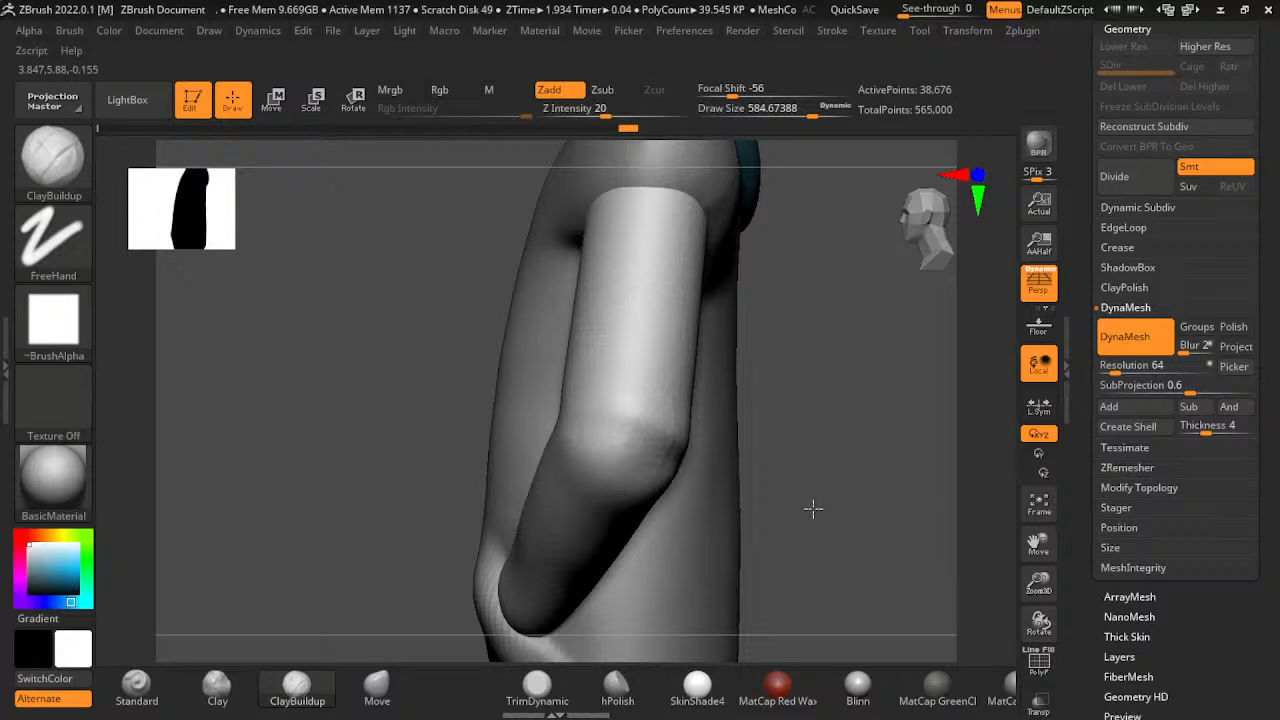 ZBrush 2022.0.1 [M] ZBrush Document . • Free Mem 9.669GB • Active Mem 1137 • Scratch Disk 49 • ZTime▸1.934 Timer▸0.04 • PolyCount▸39.545 KP • MeshCo AC QuickSave See-through 0 Menus DefaultZScript
Alpha Brush Color Document Draw Dynamics Edit File Layer Light Macro Marker Material Movie Picker Preferences Render Stencil Stroke Texture Tool Transform Zplugin
Zscript Help
3.847,5.88,-0.155
Projection Master
LightBox
Edit
Draw
Move
Scale
Rotate
Mrgb Rgb M
Rgb Intensity
Zadd Zsub Zcut
Z Intensity 20
Focal Shift -56
Draw Size 584.67388 Dynamic
ActivePoints: 38,676
TotalPoints: 565,000
ClayBuildup
FreeHand
~BrushAlpha
Texture Off
BasicMaterial
Gradient
SwitchColor
Alternate
BPR
SPix 3
Actual
AAHalf
Dynamic
Persp
Floor
Local
L.Sym
XYZ
Frame
Move
Zoom3D
Rotate
Line Fill
PolyF
Transp
Geometry
Lower Res Higher Res
SDiv Cage Rstr
Del Lower Del Higher
Freeze SubDivision Levels
Reconstruct Subdiv
Convert BPR To Geo
Divide Smt
Suv ReUV
Dynamic Subdiv
EdgeLoop
Crease
ShadowBox
ClayPolish
DynaMesh
DynaMesh Groups Polish
Blur 2 Project
Resolution 64 Picker
SubProjection 0.6
Add Sub And
Create Shell Thickness 4
Tessimate
ZRemesher
Modify Topology
Stager
Position
Size
MeshIntegrity
ArrayMesh
NanoMesh
Thick Skin
Layers
FiberMesh
Geometry HD
Preview
Standard Clay ClayBuildup Move TrimDynamic hPolish SkinShade4 MatCap Red Wax Blinn MatCap GreenCl MatCa